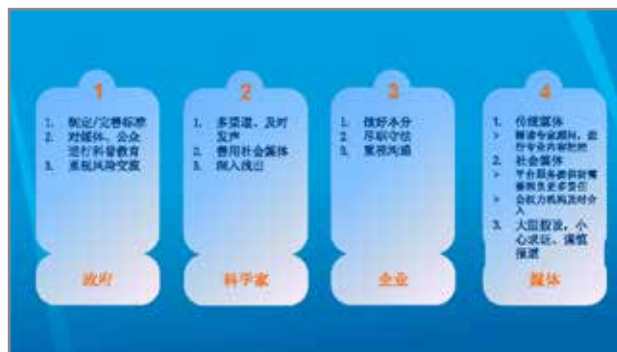 1
1. 制定/完善标准
2. 对媒体、公众
进行科普教育
3. 重视风险交流
政府
2
1. 多渠道、及时
发声
2. 善用社会媒体
3. 深入浅出
科学家
3
1. 做好本分
2. 尽职守法
3. 重视沟通
企业
4
1. 传统媒体
> 聘请专家顾问，进
行专业内容把控
2. 社会媒体
> 平台服务提供者需
要担负更多责任
> 公权力机构及时介
入
3. 大胆假设，小
心求证、谨慎
报道
媒体